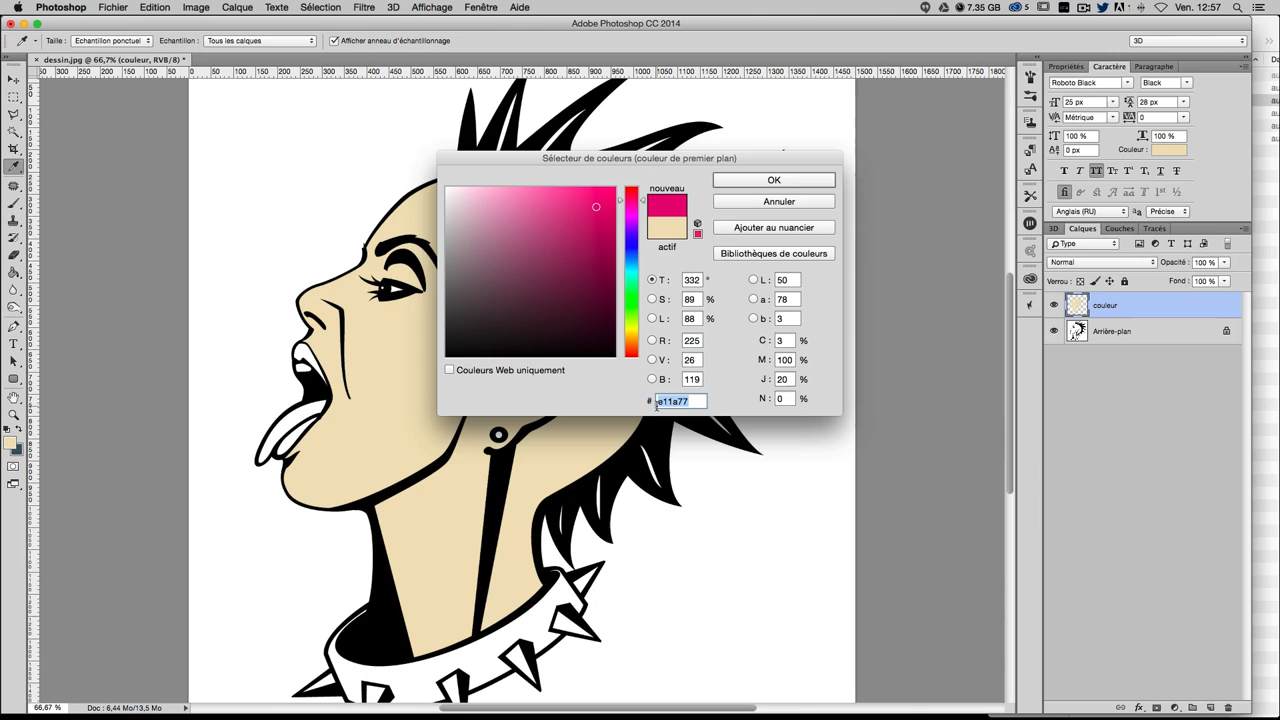 Photoshop Fichier Edition Image Calque Texte Sélection Filtre 3D Affichage Fenêtre Aide 7.35 GB 5 1 Ven. 12:57
Adobe Photoshop CC 2014
Taille : Echantillon ponctuel Echantillon : Tous les calques Afficher anneau d'échantillonnage 3D
dessin.jpg @ 66,7% (couleur, RVB/8) *
Propriétés Caractère Paragraphe
Roboto Black Black
25 px 28 px
Métrique 0
100 % 100 %
0 px Couleur :
Anglais (RU) Précise
3D Calques Couches Tracés
Type
Normal Opacité : 100 %
Verrou : Fond : 100 %
couleur
Arrière-plan
Sélecteur de couleurs (couleur de premier plan)
nouveau
actif
OK
Annuler
Ajouter au nuancier
Bibliothèques de couleurs
T : 332 ° L : 50
S : 89 % a : 78
L : 88 % b : 3
R : 225 C : 3 %
V : 26 M : 100 %
B : 119 J : 20 %
# e11a77 N : 0 %
Couleurs Web uniquement
66,67 % Doc : 6,44 Mo/13,5 Mo